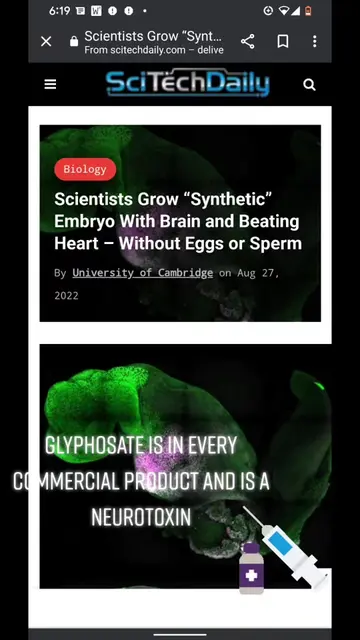 6:19
Scientists Grow “Synt...
From scitechdaily.com – delive
SciTechDaily
Biology
Scientists Grow “Synthetic”
Embryo With Brain and Beating
Heart – Without Eggs or Sperm
By University of Cambridge on Aug 27,
2022
GLYPHOSATE IS IN EVERY
COMMERCIAL PRODUCT AND IS A
NEUROTOXIN